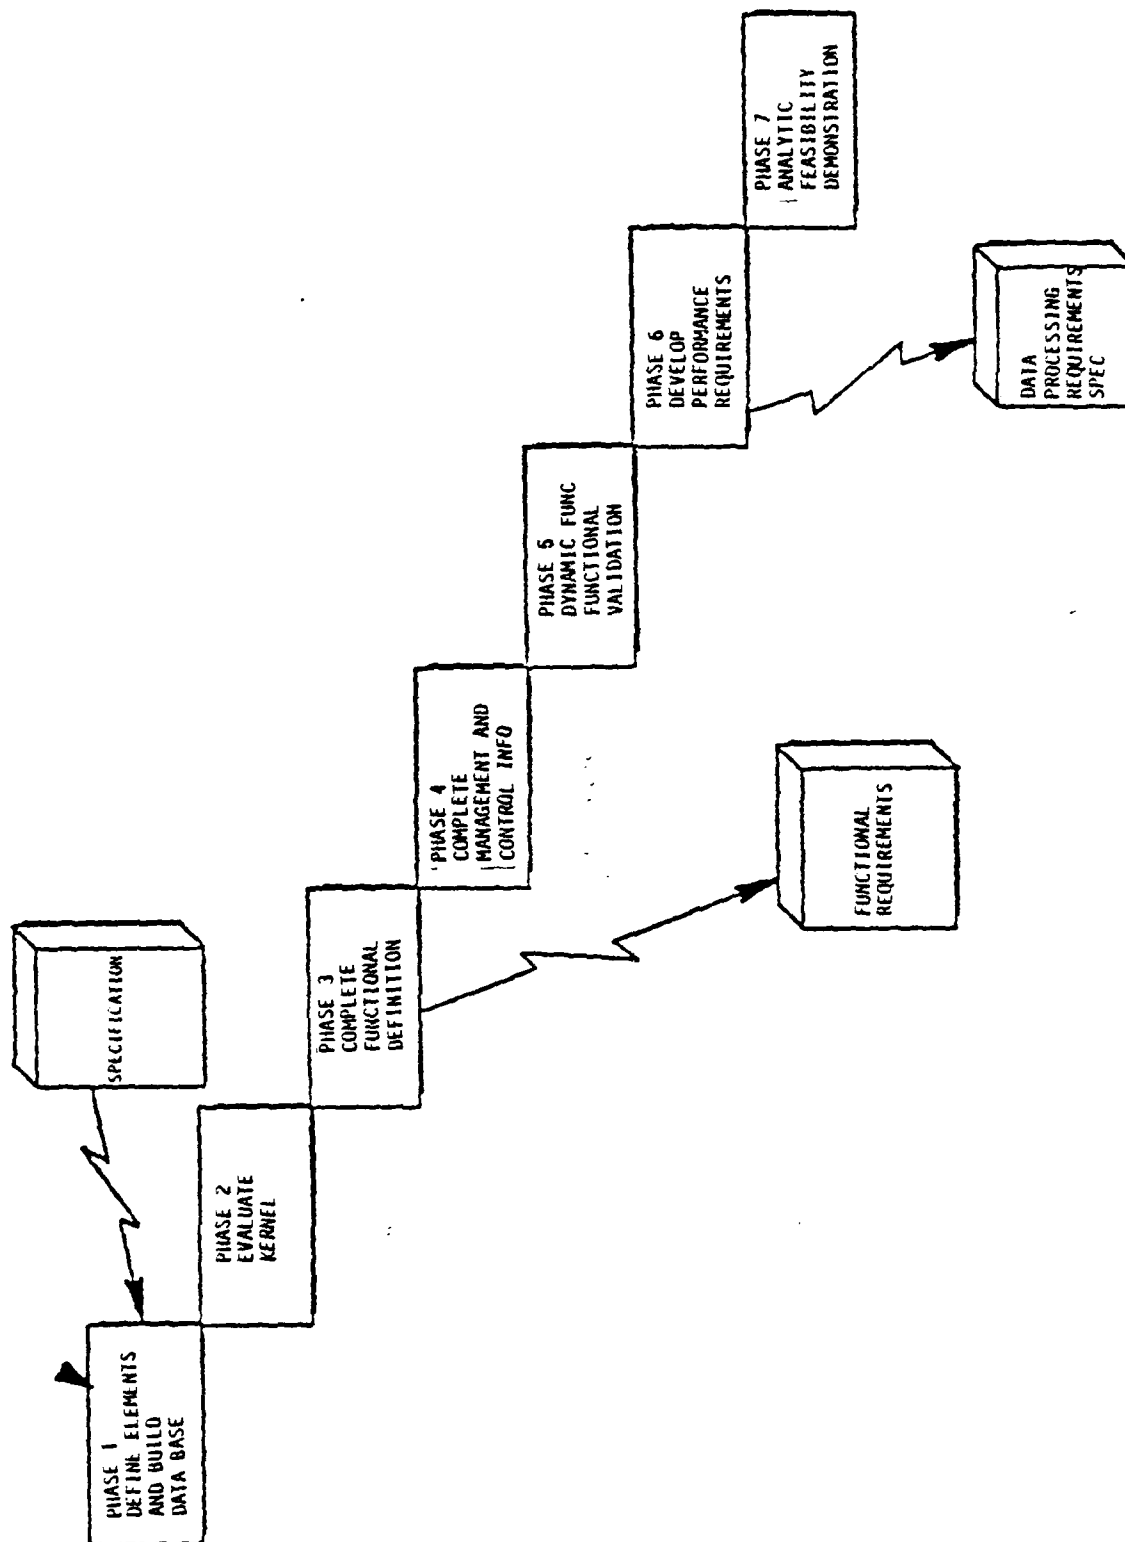 PHASE 1
DEFINE ELEMENTS
AND BUILD
DATA BASE
SPECIFICATION
PHASE 2
EVALUATE
KERNEL
PHASE 3
COMPLETE
FUNCTIONAL
DEFINITION
FUNCTIONAL
REQUIREMENTS
PHASE 4
COMPLETE
MANAGEMENT AND
CONTROL INFO
PHASE 5
DYNAMIC FUNC
FUNCTIONAL
VALIDATION
PHASE 6
DEVELOP
PERFORMANCE
REQUIREMENTS
DATA
PROCESSING
REQUIREMENTS
SPEC
PHASE 7
ANALYTIC
FEASIBILITY
DEMONSTRATION